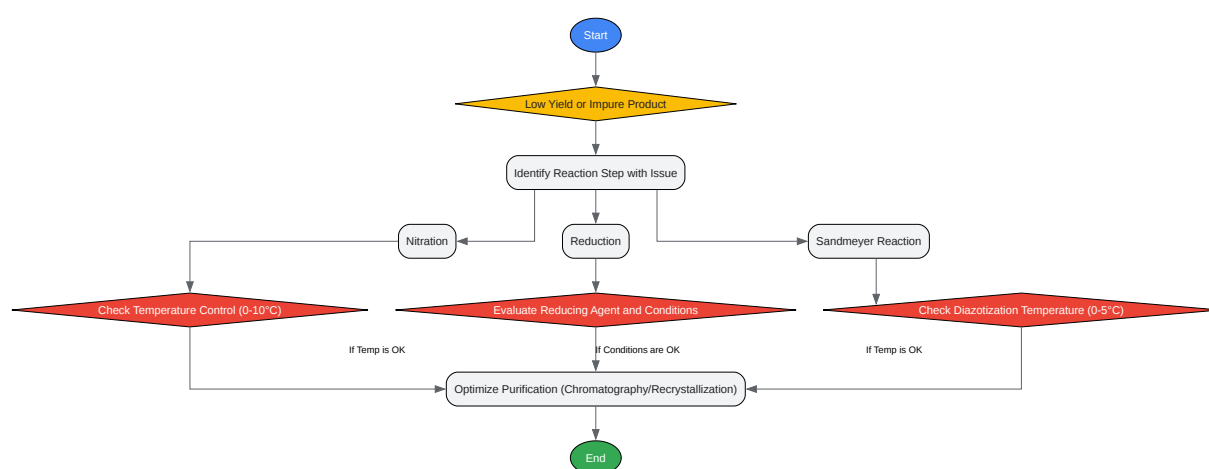 Start
Low Yield or Impure Product
Identify Reaction Step with Issue
Nitration
Reduction
Sandmeyer Reaction
Check Temperature Control (0-10°C)
Evaluate Reducing Agent and Conditions
Check Diazotization Temperature (0-5°C)
If Temp is OK
If Conditions are OK
If Temp is OK
Optimize Purification (Chromatography/Recrystallization)
End